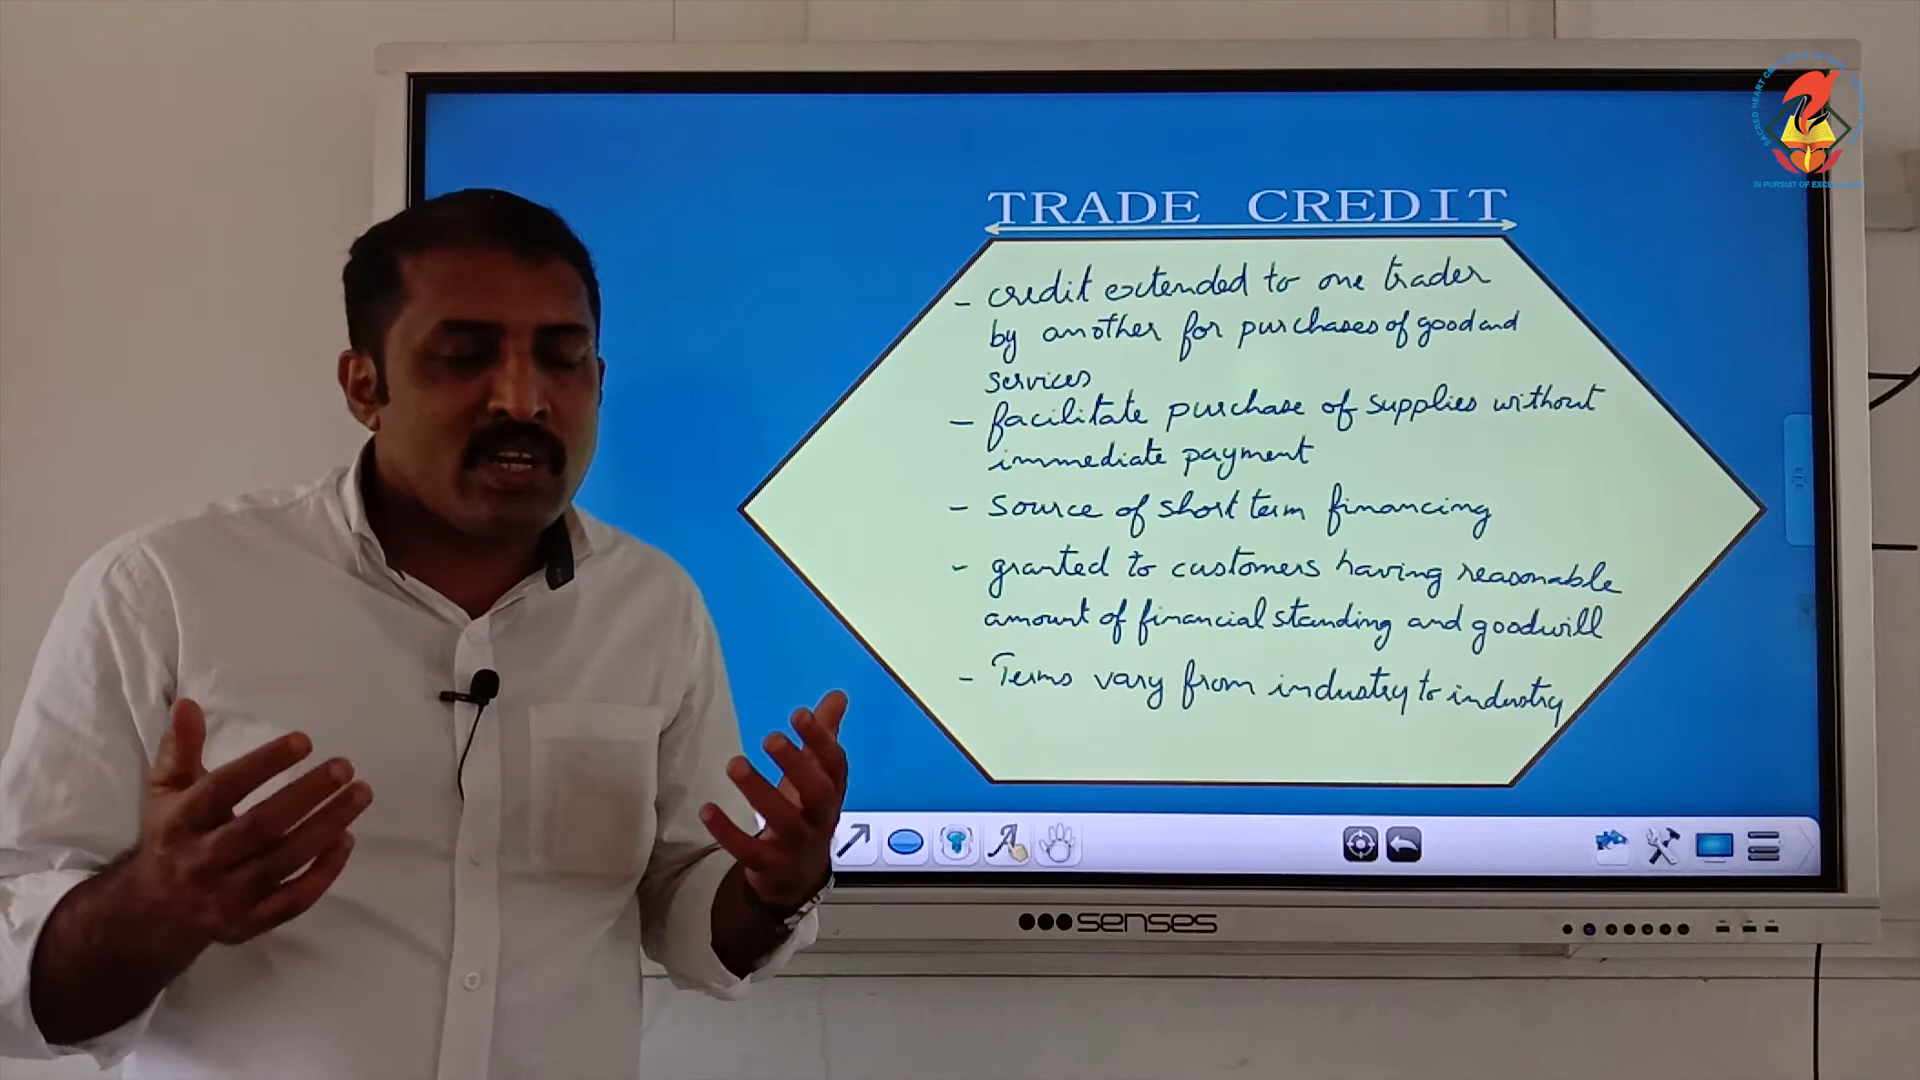 TRADE CREDIT
- credit extended to one trader
by another for purchases of good and
services
- facilitate purchase of supplies without
immediate payment
- Source of short term financing
- granted to customers having reasonable
amount of financial standing and goodwill
- Terms vary from industry to industry
senses
SACRED HEART
IN PURSUIT OF